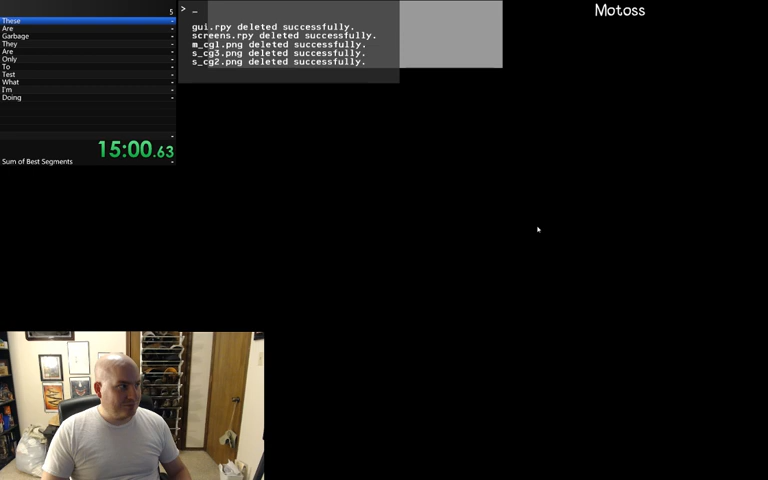 5
These -
Are -
Garbage -
They -
Are -
Only -
To -
Test -
What -
I'm -
Doing -
-
15:00.63
Sum of Best Segments -
> _
gui.rpy deleted successfully.
screens.rpy deleted successfully.
m_cg1.png deleted successfully.
s_cg3.png deleted successfully.
s_cg2.png deleted successfully.
Motoss